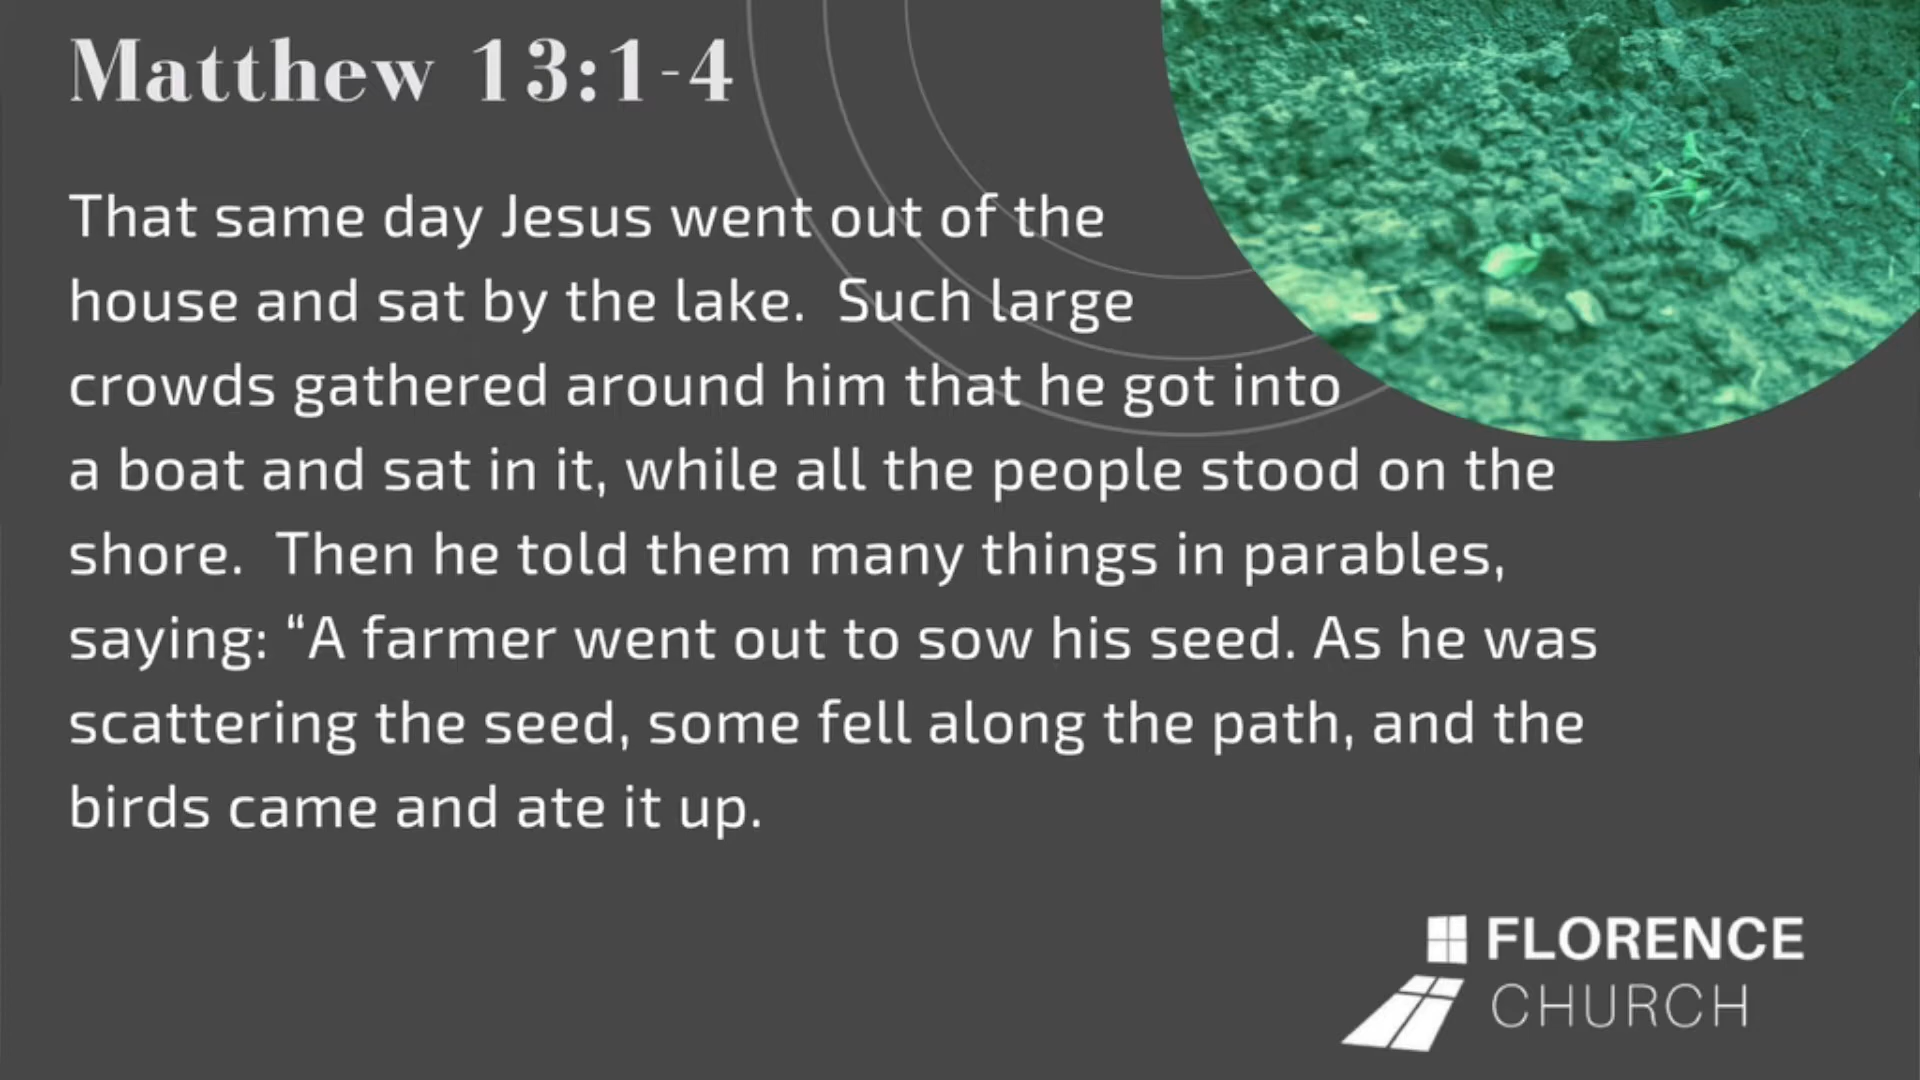 Matthew 13:1-4
That same day Jesus went out of the
house and sat by the lake.  Such large
crowds gathered around him that he got into
a boat and sat in it, while all the people stood on the
shore.  Then he told them many things in parables,
saying: “A farmer went out to sow his seed. As he was
scattering the seed, some fell along the path, and the
birds came and ate it up.
FLORENCE
CHURCH